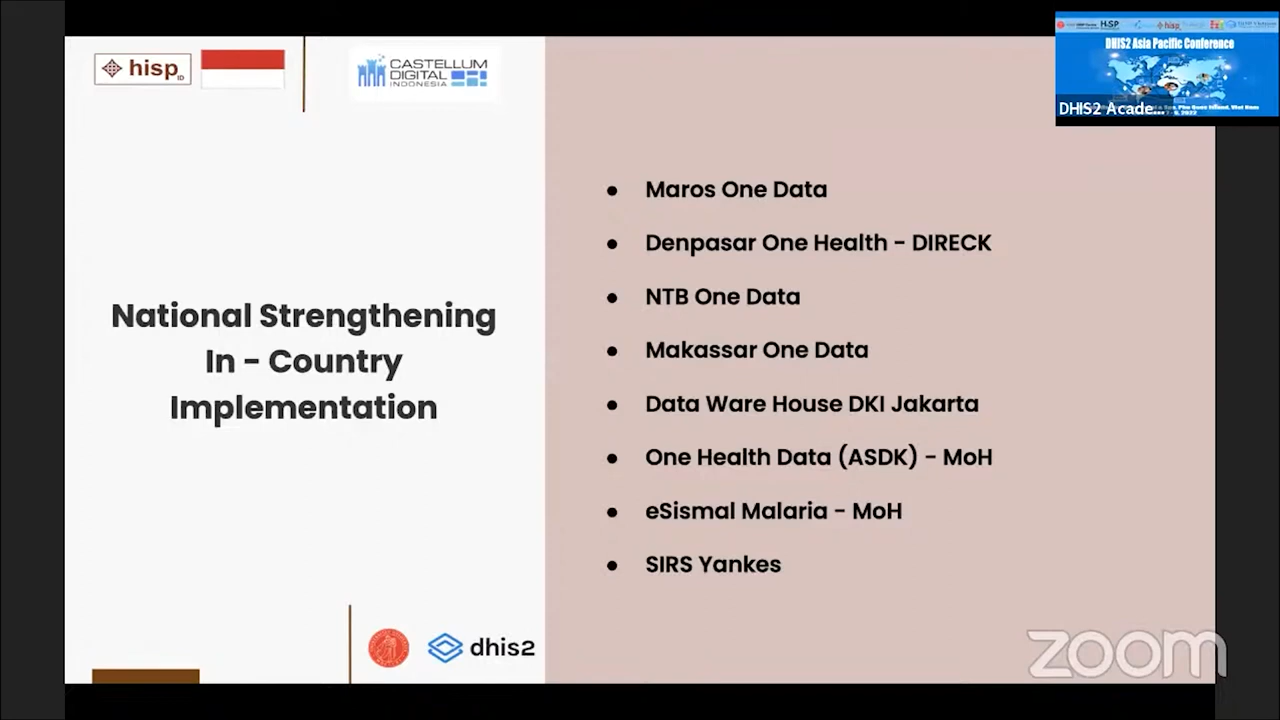 hisp
ID
CASTELLUM
DIGITAL
INDONESIA
DHIS2 Asia Pacific Conference
DHIS2 Acade...
National Strengthening
In - Country
Implementation
• Maros One Data
• Denpasar One Health - DIRECK
• NTB One Data
• Makassar One Data
• Data Ware House DKI Jakarta
• One Health Data (ASDK) - MoH
• eSismal Malaria - MoH
• SIRS Yankes
dhis2
zoom